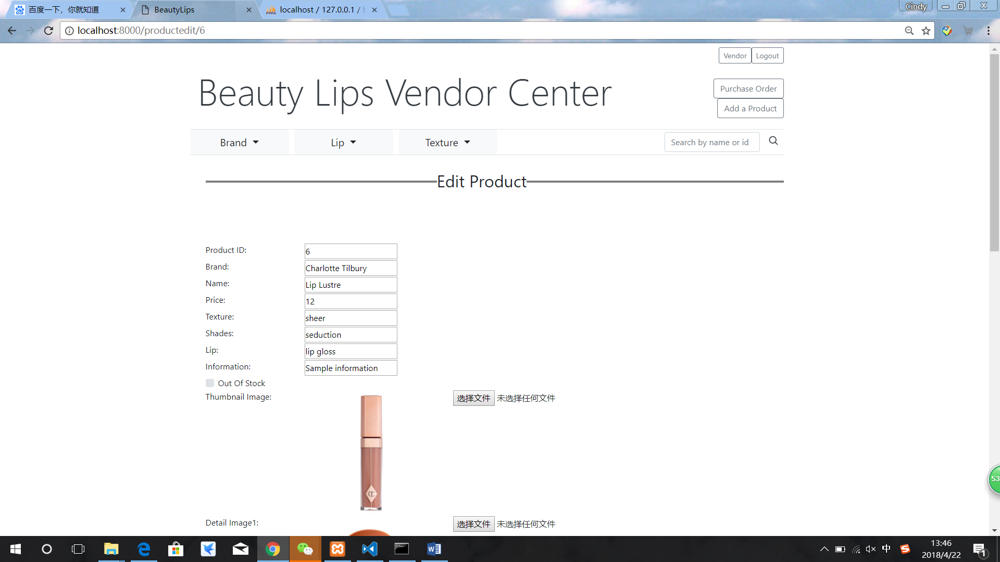 百度一下，你就知道
BeautyLips
localhost / 127.0.0.1 /
Cindy
localhost:8000/productedit/6
Vendor
Logout
Beauty Lips Vendor Center
Purchase Order
Add a Product
Brand
Lip
Texture
Search by name or id
Edit Product
Product ID: 6
Brand: Charlotte Tilbury
Name: Lip Lustre
Price: 12
Texture: sheer
Shades: seduction
Lip: lip gloss
Information: Sample information
Out Of Stock
Thumbnail Image: 选择文件 未选择任何文件
53
Detail Image1: 选择文件 未选择任何文件
中
13:46
2018/4/22
1